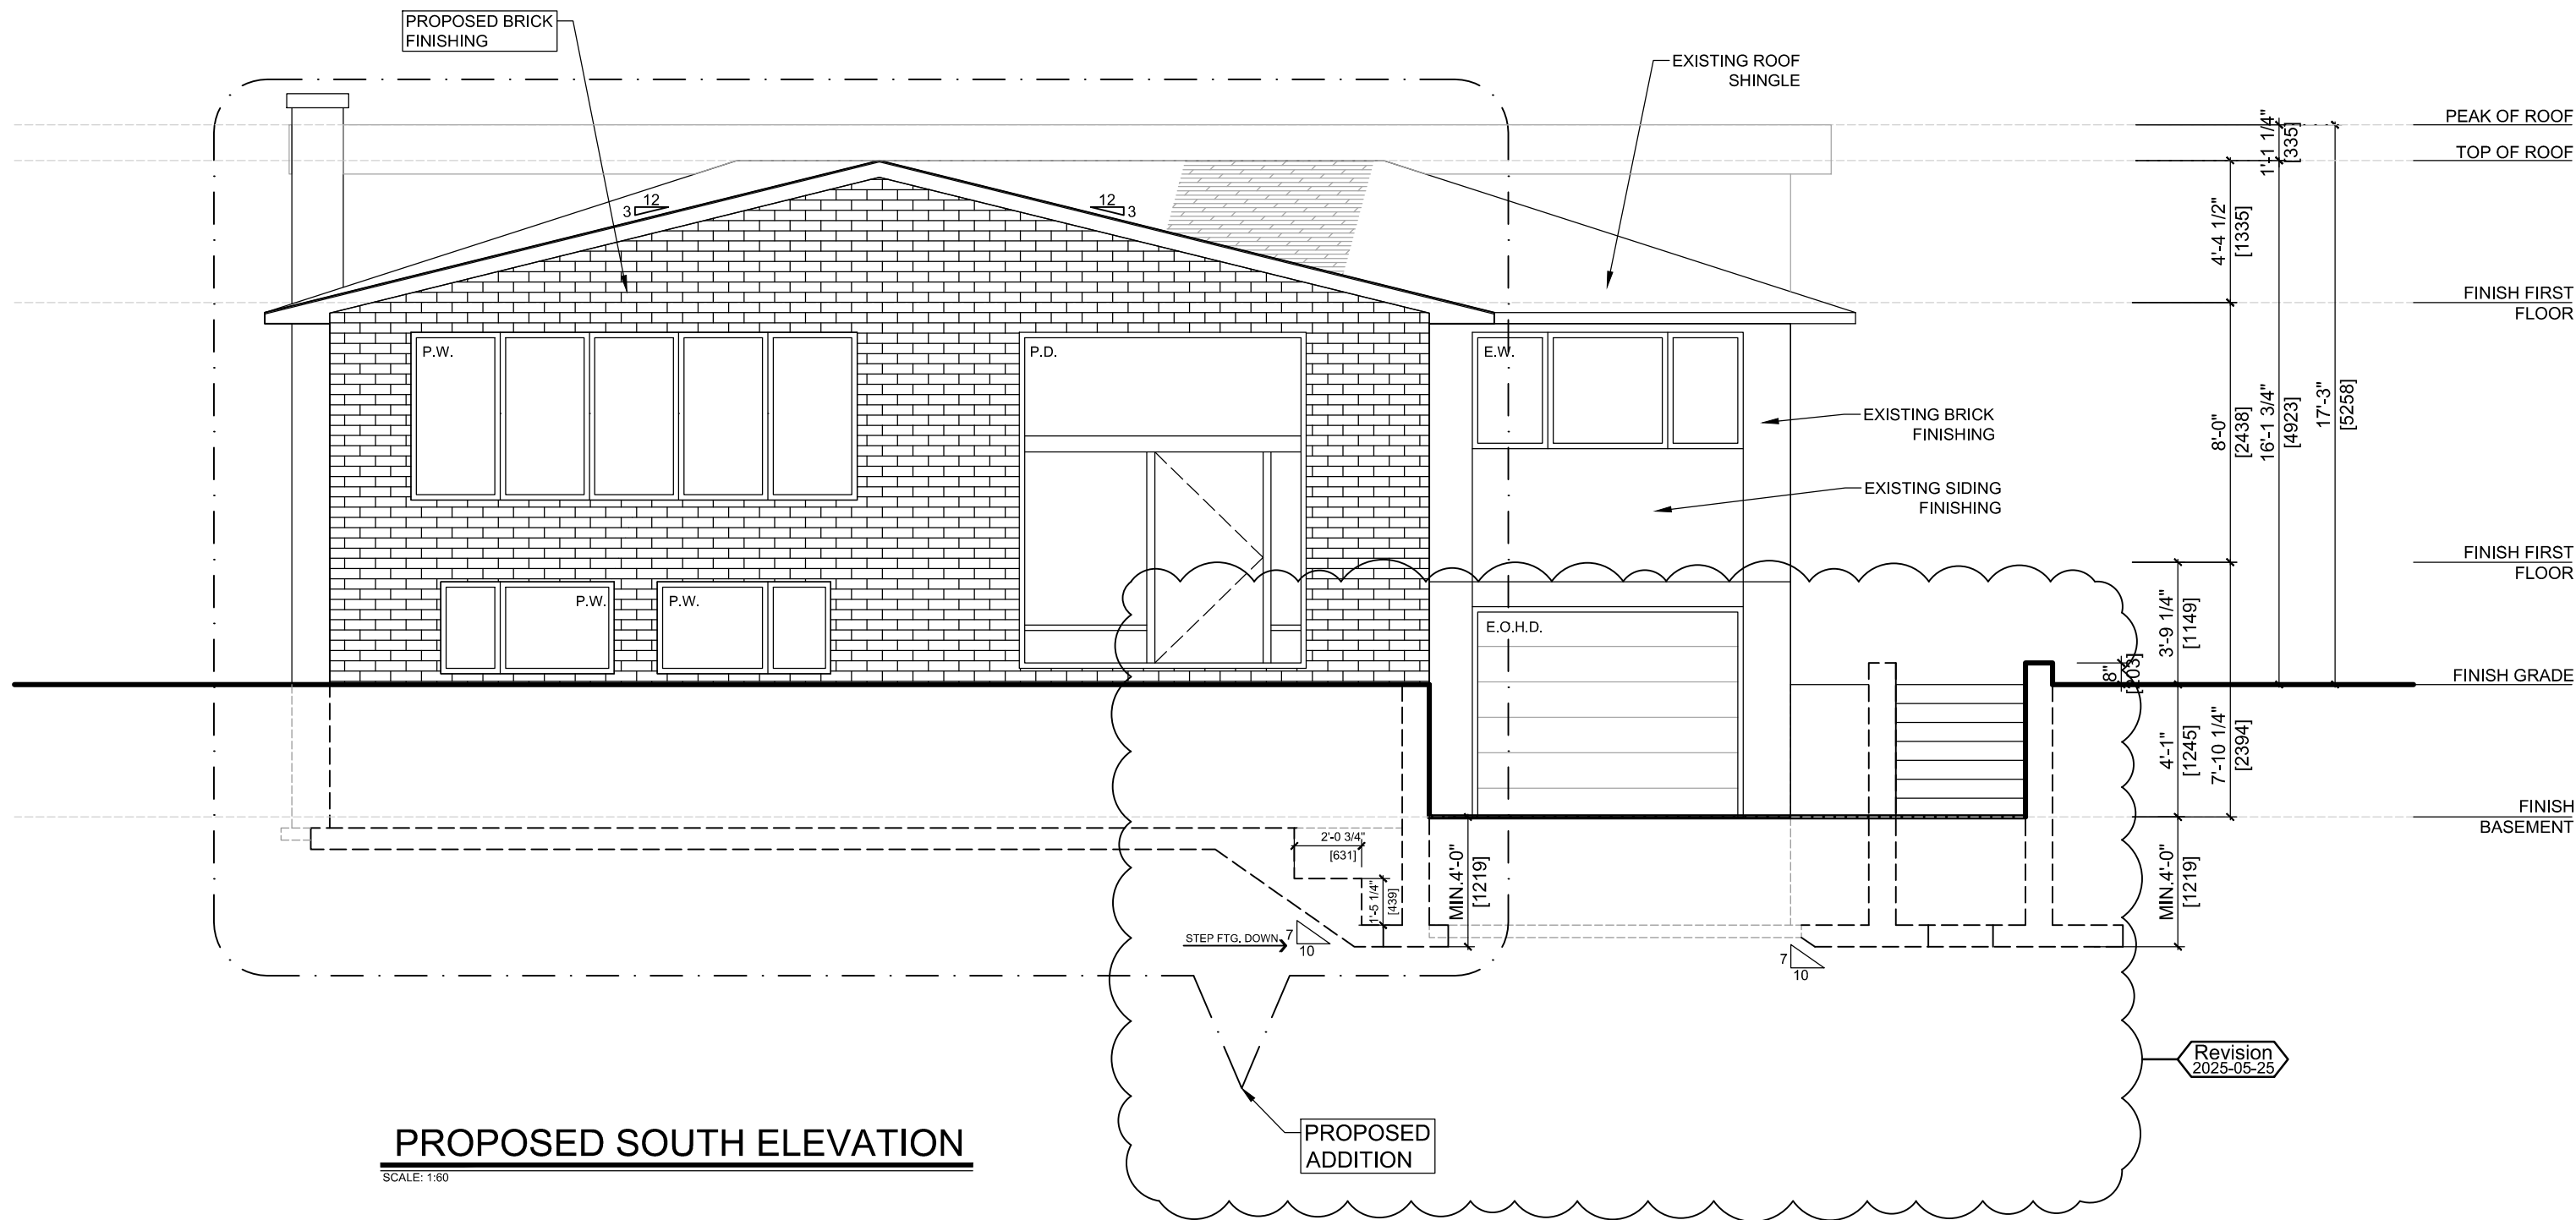 PROPOSED BRICK
FINISHING
EXISTING ROOF
SHINGLE
PEAK OF ROOF
TOP OF ROOF
1'-1 1/4"
[335]
12
3
12
3
4'-4 1/2"
[1335]
FINISH FIRST
FLOOR
P.W.
P.D.
E.W.
EXISTING BRICK
FINISHING
8'-0"
[2438]
16'-1 3/4"
[4923]
17'-3"
[5258]
EXISTING SIDING
FINISHING
FINISH FIRST
FLOOR
P.W.
P.W.
E.O.H.D.
3'-9 1/4"
[1149]
8"
[203]
FINISH GRADE
4'-1"
[1245]
7'-10 1/4"
[2394]
FINISH
BASEMENT
2'-0 3/4"
[631]
1'-5 1/4"
[439]
MIN.4'-0"
[1219]
MIN.4'-0"
[1219]
STEP FTG. DOWN
7
10
7
10
Revision
2025-05-25
PROPOSED SOUTH ELEVATION
SCALE: 1:60
PROPOSED
ADDITION